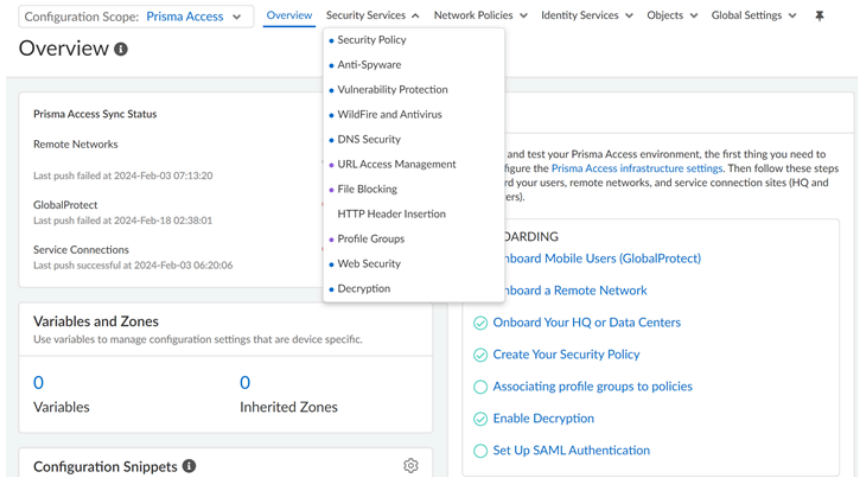 Configuration Scope: Prisma Access
Overview
Security Services
Network Policies
Identity Services
Objects
Global Settings
Overview
Security Policy
Anti-Spyware
Vulnerability Protection
WildFire and Antivirus
DNS Security
URL Access Management
File Blocking
HTTP Header Insertion
Profile Groups
Web Security
Decryption
Prisma Access Sync Status
Remote Networks
Last push failed at 2024-Feb-03 07:13:20
GlobalProtect
Last push failed at 2024-Feb-18 02:38:01
Service Connections
Last push successful at 2024-Feb-03 06:20:06
Variables and Zones
Use variables to manage configuration settings that are device specific.
0
Variables
0
Inherited Zones
Configuration Snippets
and test your Prisma Access environment, the first thing you need to
figure the Prisma Access infrastructure settings. Then follow these steps
rd your users, remote networks, and service connection sites (HQ and
ers).
OARDING
nboard Mobile Users (GlobalProtect)
nboard a Remote Network
Onboard Your HQ or Data Centers
Create Your Security Policy
Associating profile groups to policies
Enable Decryption
Set Up SAML Authentication